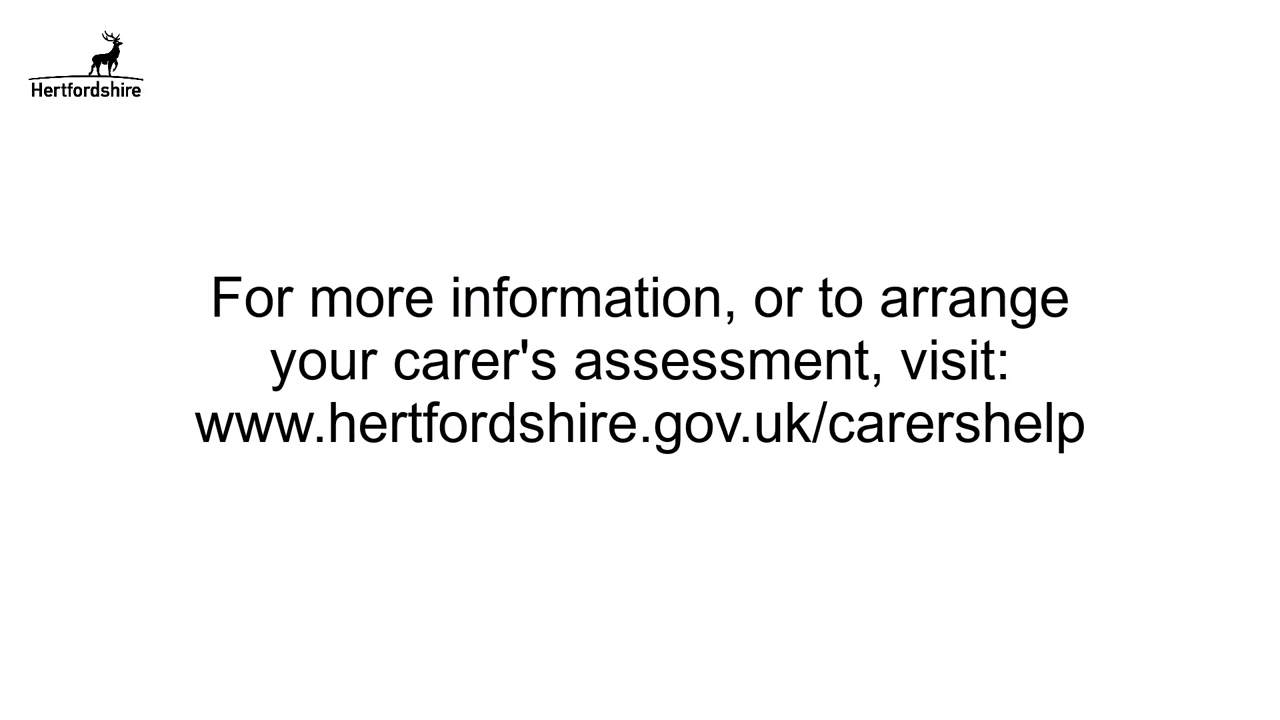 Hertfordshire
For more information, or to arrange
your carer's assessment, visit:
www.hertfordshire.gov.uk/carershelp